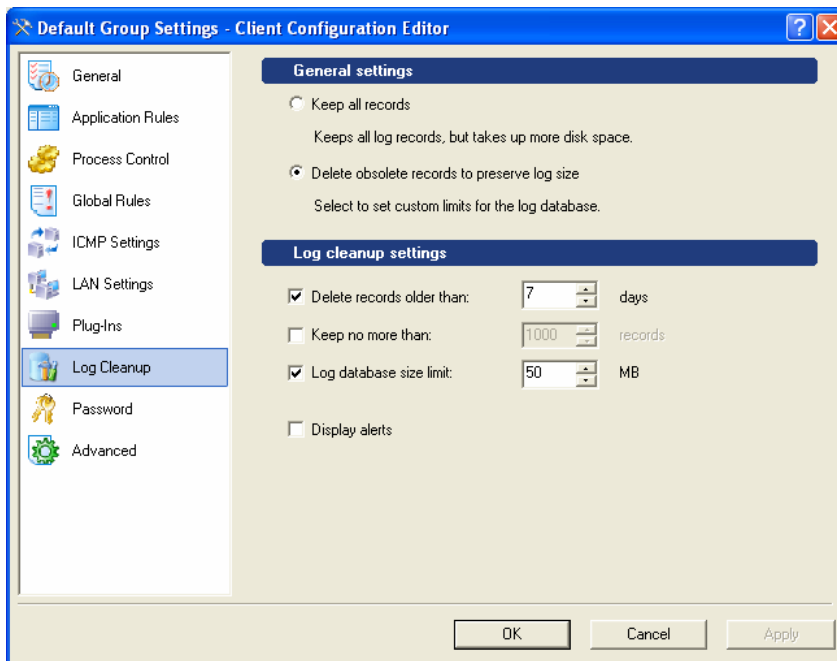 Default Group Settings - Client Configuration Editor
?
General
Application Rules
Process Control
Global Rules
ICMP Settings
LAN Settings
Plug-Ins
Log Cleanup
Password
Advanced
General settings
Keep all records
Keeps all log records, but takes up more disk space.
Delete obsolete records to preserve log size
Select to set custom limits for the log database.
Log cleanup settings
Delete records older than: 7 days
Keep no more than: 1000 records
Log database size limit: 50 MB
Display alerts
OK Cancel Apply